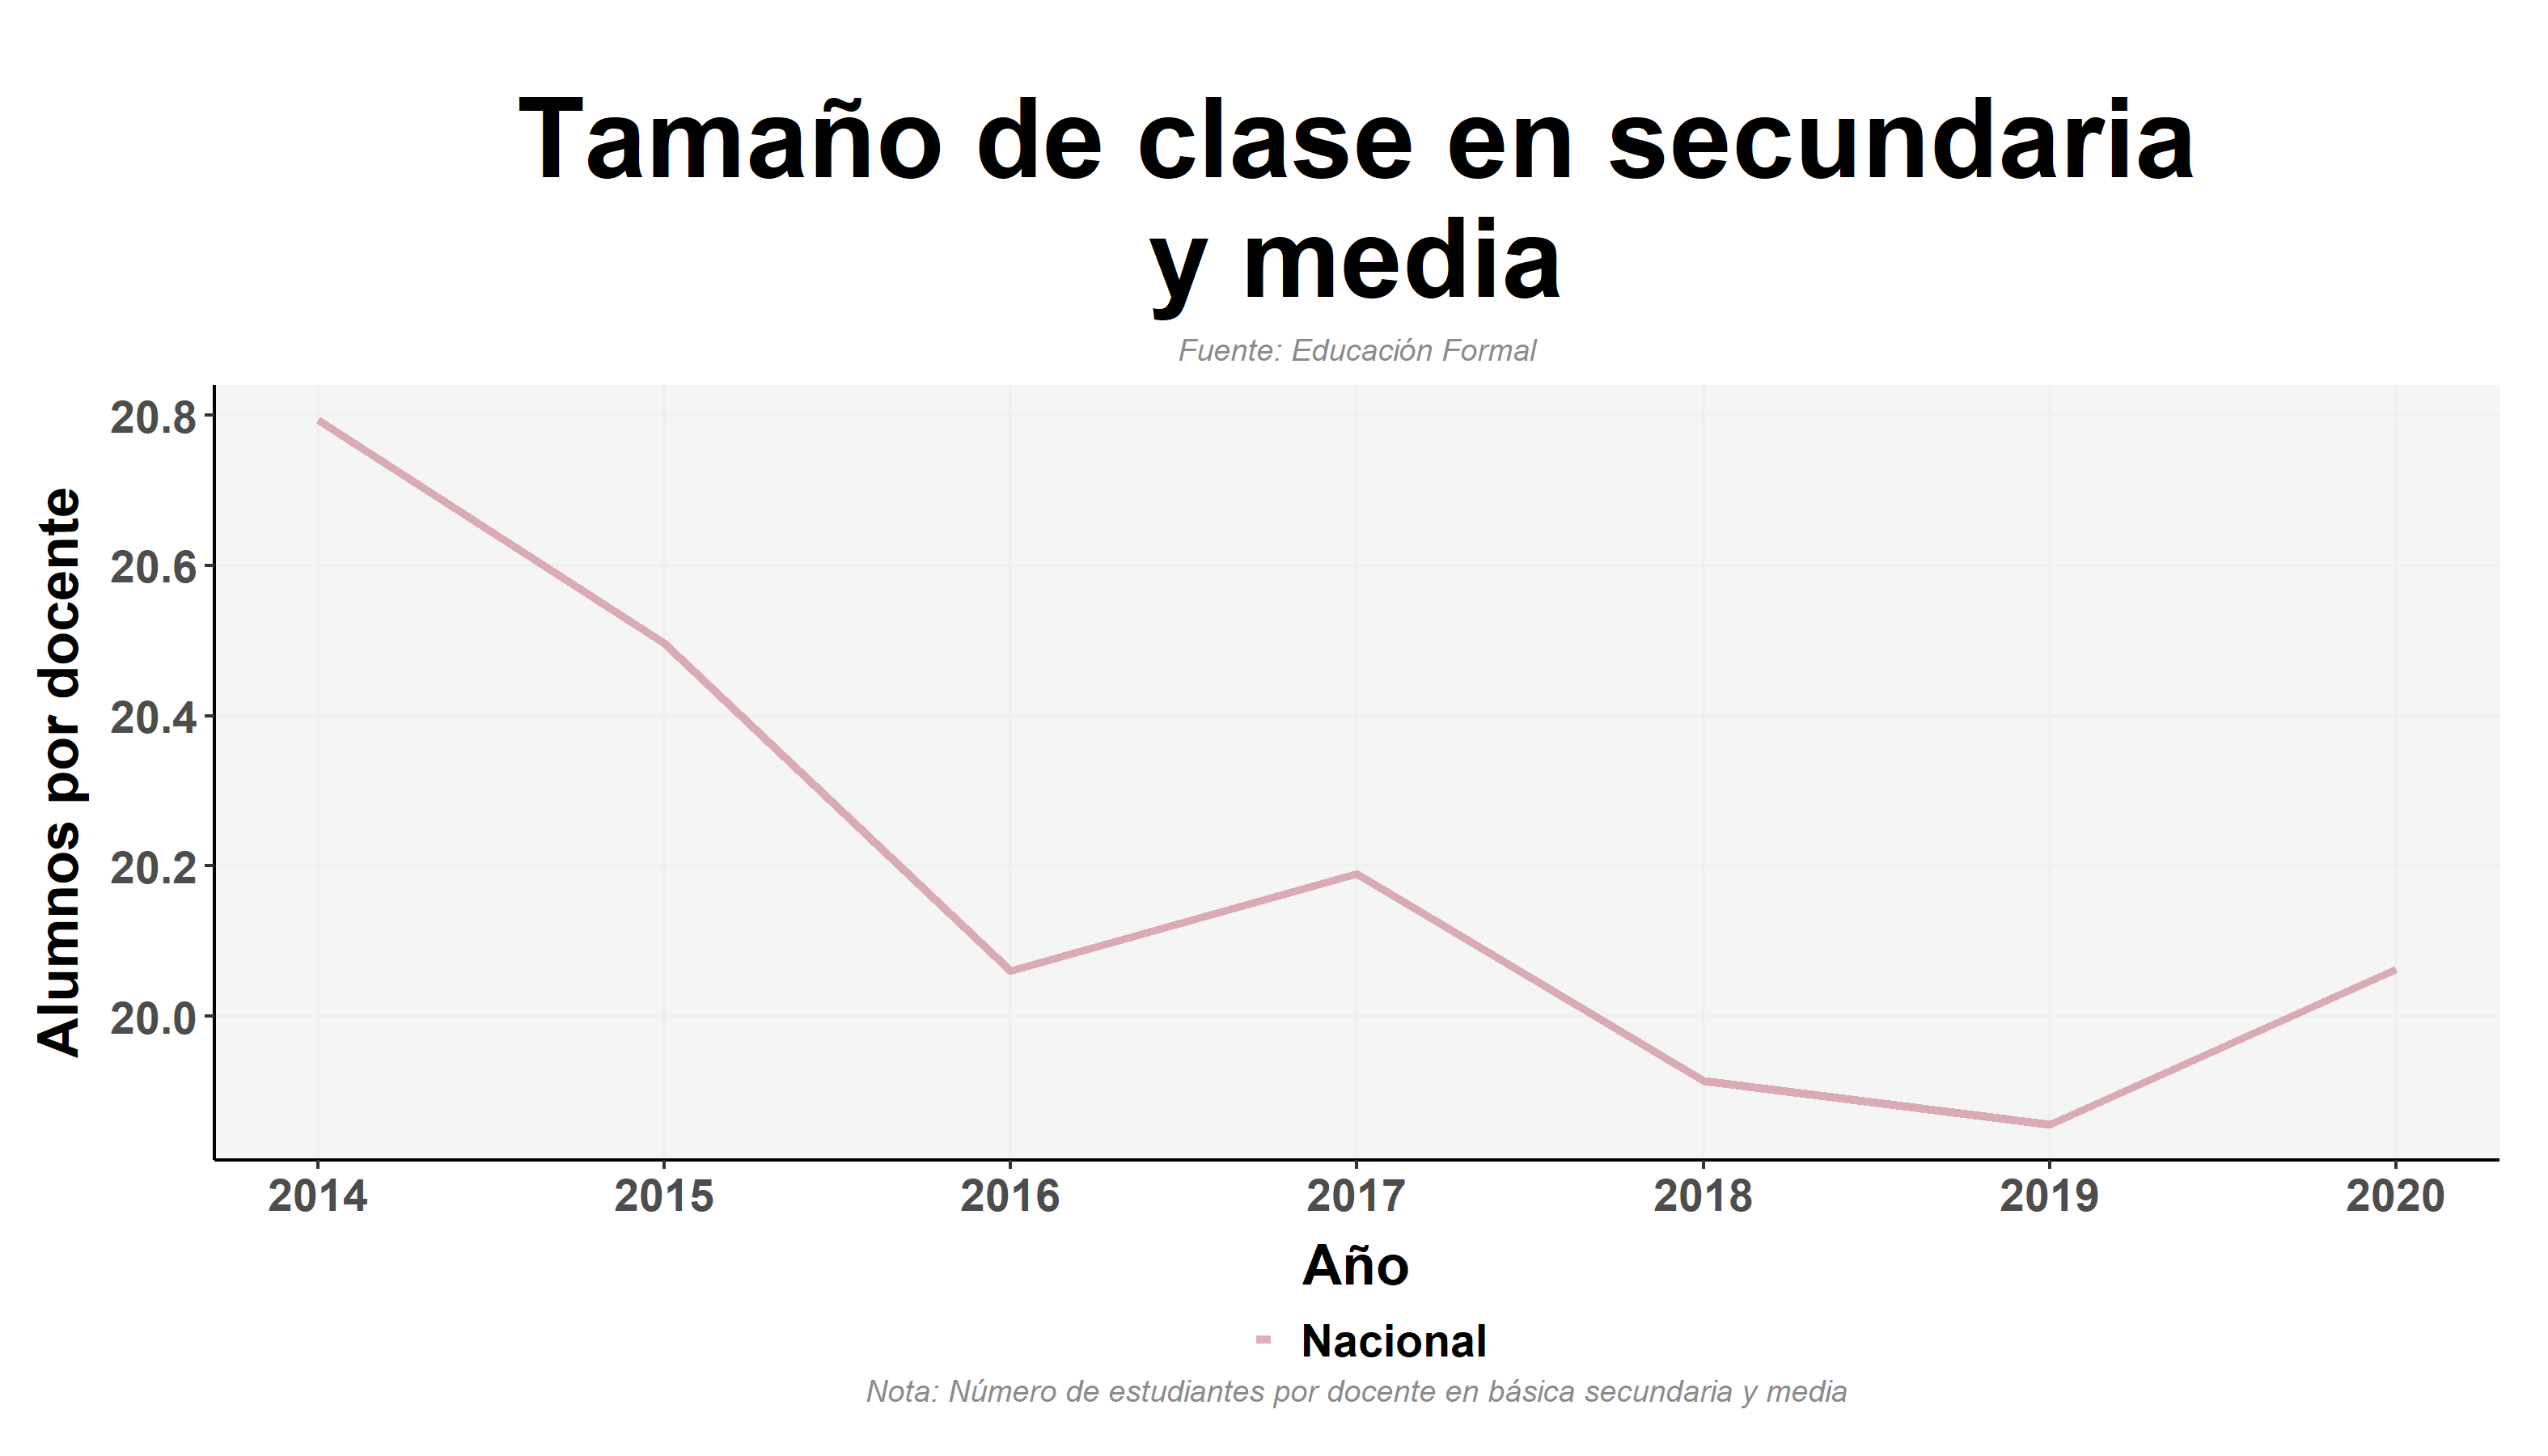 Tamaño de clase en secundaria
y media
Fuente: Educación Formal
Alumnos por docente
20.8
20.6
20.4
20.2
20.0
2014 2015 2016 2017 2018 2019 2020
Año
Nacional
Nota: Número de estudiantes por docente en básica secundaria y media